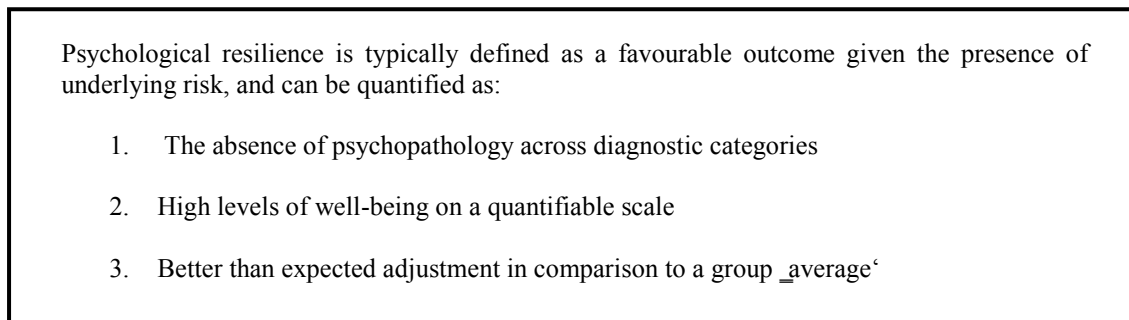 Psychological resilience is typically defined as a favourable outcome given the presence of
underlying risk, and can be quantified as:
1. The absence of psychopathology across diagnostic categories
2. High levels of well-being on a quantifiable scale
3. Better than expected adjustment in comparison to a group ‗average‘